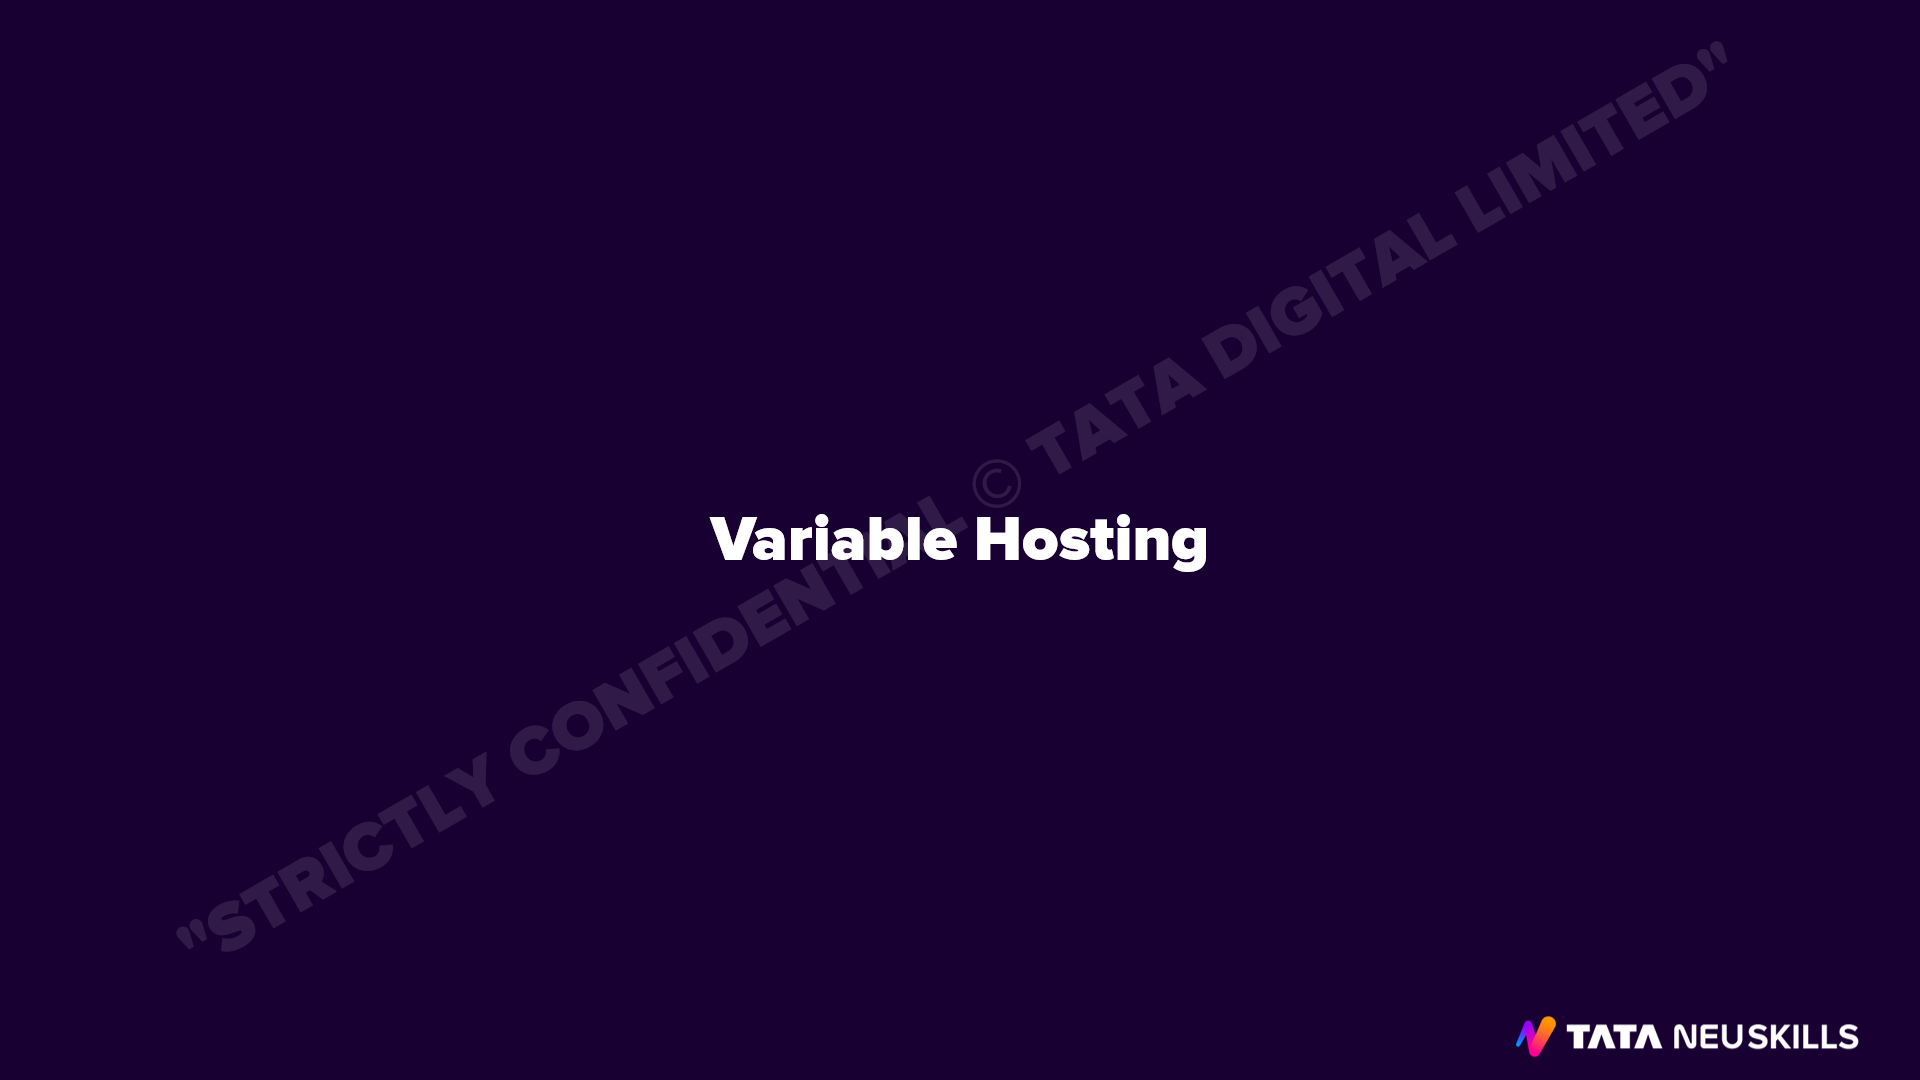 "STRICTLY CONFIDENTIAL © TATA DIGITAL LIMITED"
Variable Hosting
TATA NEUSKILLS